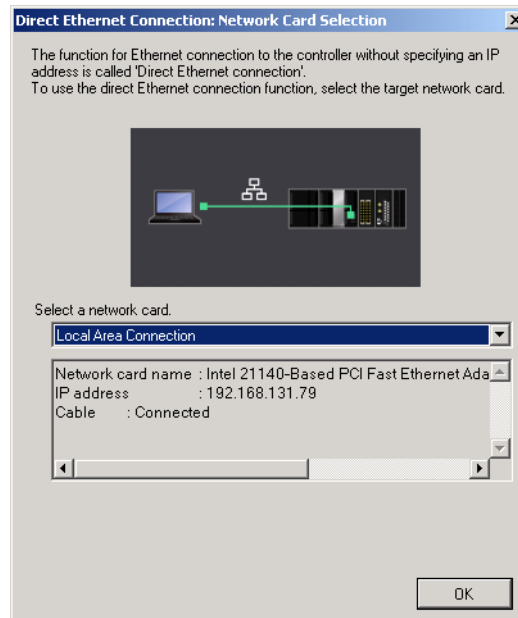 Direct Ethernet Connection: Network Card Selection
The function for Ethernet connection to the controller without specifying an IP
address is called 'Direct Ethernet connection'.
To use the direct Ethernet connection function, select the target network card.
Select a network card.
Local Area Connection
Network card name : Intel 21140-Based PCI Fast Ethernet Ada
IP address : 192.168.131.79
Cable : Connected
OK